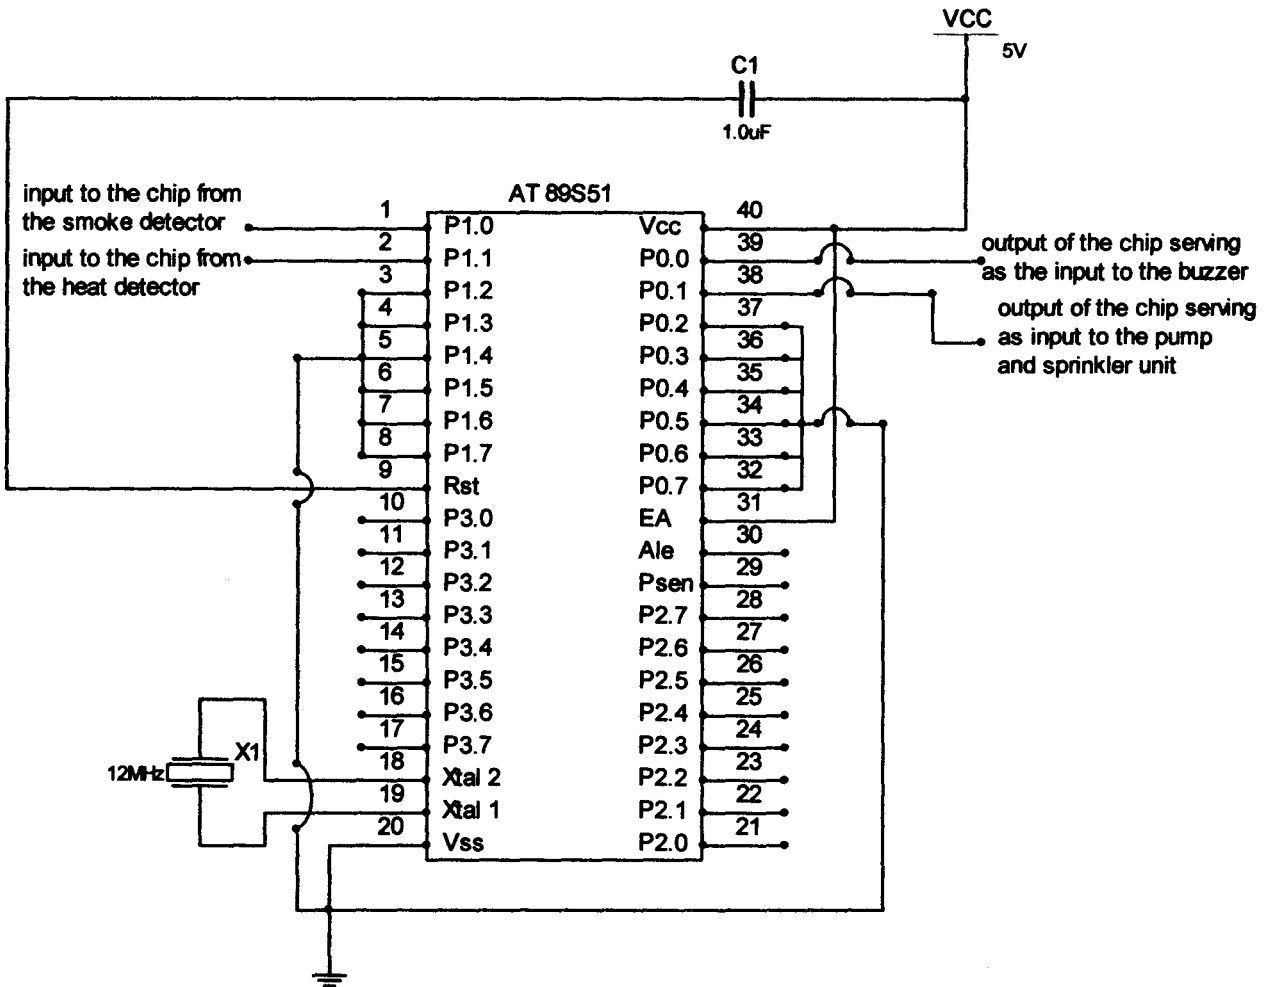 VCC
5V
C1
1.0uF
input to the chip from
the smoke detector
input to the chip from
the heat detector
AT 89S51
1 P1.0
2 P1.1
3 P1.2
4 P1.3
5 P1.4
6 P1.5
7 P1.6
8 P1.7
9 Rst
10 P3.0
11 P3.1
12 P3.2
13 P3.3
14 P3.4
15 P3.5
16 P3.6
17 P3.7
18 Xtal 2
19 Xtal 1
20 Vss
Vcc 40
P0.0 39
P0.1 38
P0.2 37
P0.3 36
P0.4 35
P0.5 34
P0.6 33
P0.7 32
EA 31
Ale 30
Psen 29
P2.7 28
P2.6 27
P2.5 26
P2.4 25
P2.3 24
P2.2 23
P2.1 22
P2.0 21
output of the chip serving
as the input to the buzzer
output of the chip serving
as input to the pump
and sprinkler unit
X1
12MHz